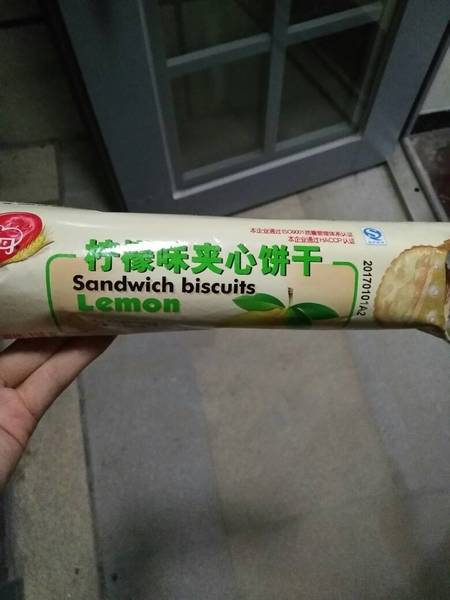 丹
本企业通过ISO9001质量管理体系认证
本企业通过HACCP认证
柠檬味夹心饼干
Sandwich biscuits
Lemon
20170101A2